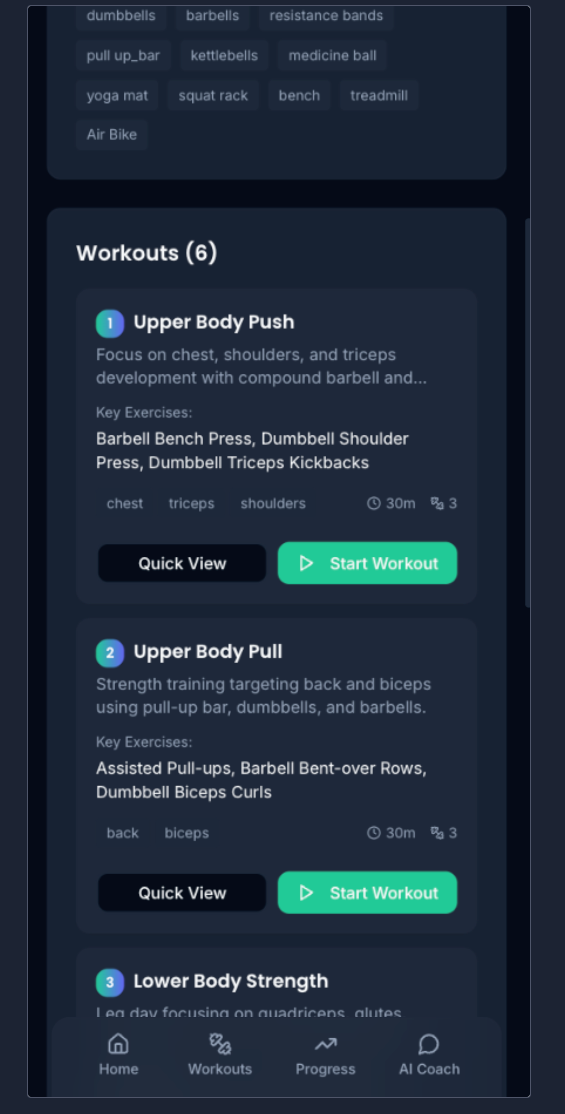 dumbbells barbells resistance bands
pull up_bar kettlebells medicine ball
yoga mat squat rack bench treadmill
Air Bike
Workouts (6)
1 Upper Body Push
Focus on chest, shoulders, and triceps
development with compound barbell and...
Key Exercises:
Barbell Bench Press, Dumbbell Shoulder
Press, Dumbbell Triceps Kickbacks
chest triceps shoulders 30m 3
Quick View Start Workout
2 Upper Body Pull
Strength training targeting back and biceps
using pull-up bar, dumbbells, and barbells.
Key Exercises:
Assisted Pull-ups, Barbell Bent-over Rows,
Dumbbell Biceps Curls
back biceps 30m 3
Quick View Start Workout
3 Lower Body Strength
Leg day focusing on quadriceps, glutes,
Home Workouts Progress AI Coach